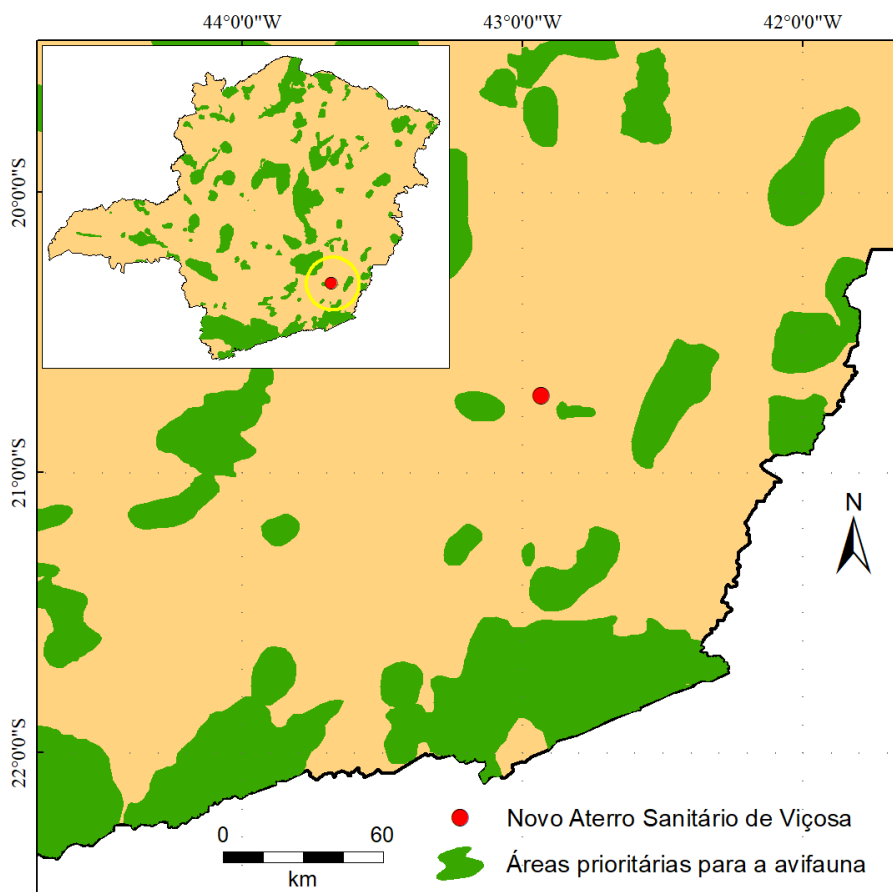 44°0'0"W 43°0'0"W 42°0'0"W
20°0'0"S
21°0'0"S
22°0'0"S
N
Novo Aterro Sanitário de Viçosa
0 60
km
Áreas prioritárias para a avifauna